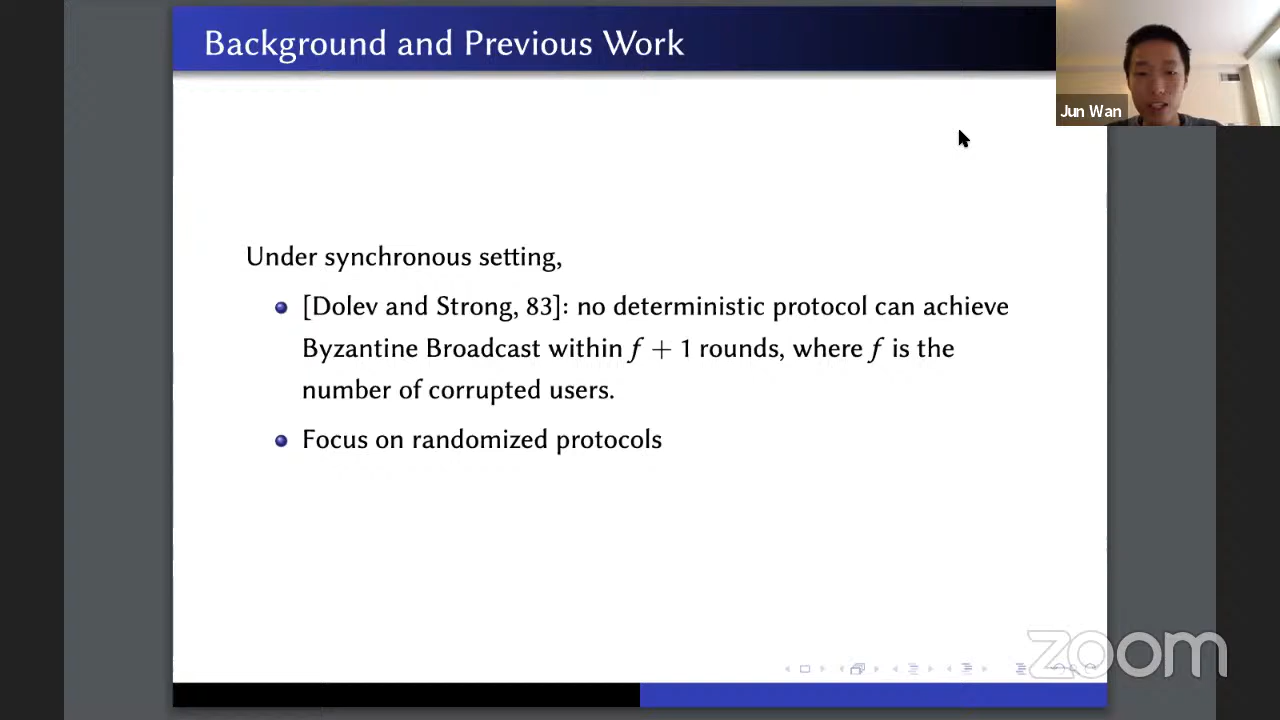 Background and Previous Work
Jun Wan
Under synchronous setting,
[Dolev and Strong, 83]: no deterministic protocol can achieve
Byzantine Broadcast within f + 1 rounds, where f is the
number of corrupted users.
Focus on randomized protocols
zoom